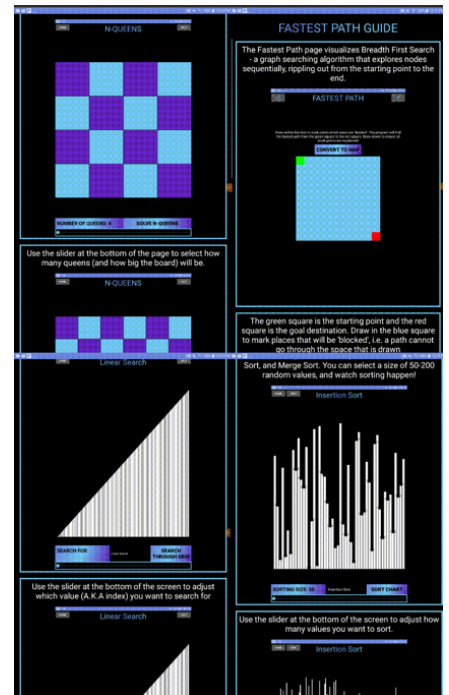 N-QUEENS
NUMBER OF QUEENS: 4
SOLVE N-QUEENS
Use the slider at the bottom of the page to select how
many queens (and how big the board) will be.
N-QUEENS
FASTEST PATH GUIDE
The Fastest Path page visualizes Breadth First Search
- a graph searching algorithm that explores nodes
sequentially, rippling out from the starting point to the
end.
FASTEST PATH
CONVERT TO MAP
The green square is the starting point and the red
square is the goal destination. Draw in the blue square
to mark places that will be 'blocked', i.e. a path cannot
go through the space that is drawn
Linear Search
SEARCH FOR
Linear Search
SEARCH
THROUGH GRID
Use the slider at the bottom of the screen to adjust
which value (A.K.A index) you want to search for
Linear Search
Sort, and Merge Sort. You can select a size of 50-200
random values, and watch sorting happen!
Insertion Sort
SORTING SIZE: 50
Insertion Sort
SORT CHART
Use the slider at the bottom of the screen to adjust how
many values you want to sort.
Insertion Sort